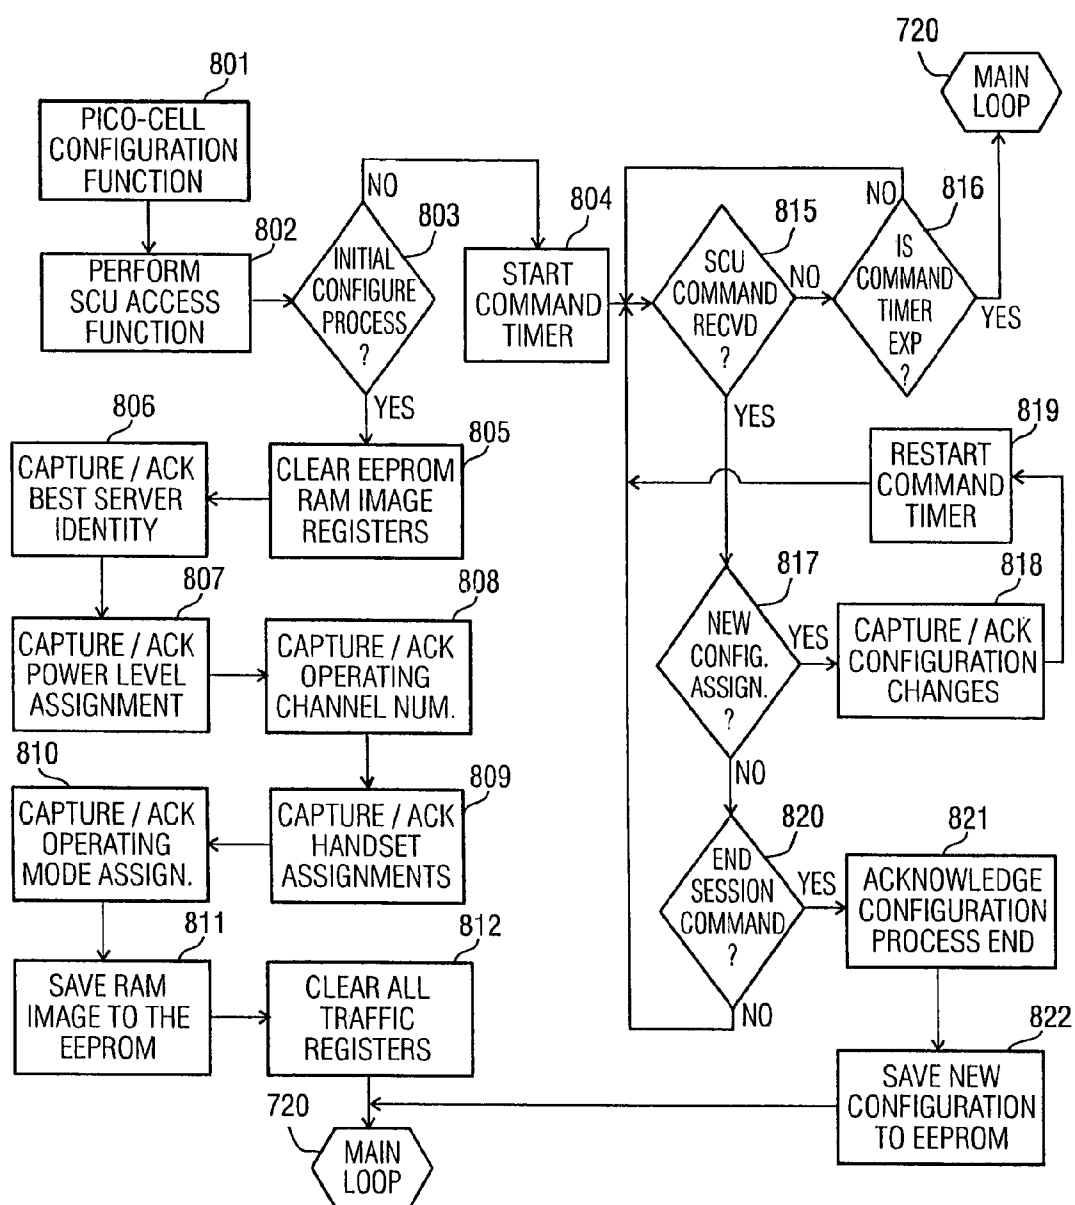 720
MAIN
LOOP
801
PICO-CELL
CONFIGURATION
FUNCTION
802
PERFORM
SCU ACCESS
FUNCTION
803
INITIAL
CONFIGURE
PROCESS
?
NO
YES
804
START
COMMAND
TIMER
815
SCU
COMMAND
RECVD
?
NO
YES
816
IS
COMMAND
TIMER
EXP
?
NO
YES
805
CLEAR EEPROM
RAM IMAGE
REGISTERS
806
CAPTURE / ACK
BEST SERVER
IDENTITY
807
CAPTURE / ACK
POWER LEVEL
ASSIGNMENT
808
CAPTURE / ACK
OPERATING
CHANNEL NUM.
809
CAPTURE / ACK
HANDSET
ASSIGNMENTS
810
CAPTURE / ACK
OPERATING
MODE ASSIGN.
811
SAVE RAM
IMAGE TO THE
EEPROM
812
CLEAR ALL
TRAFFIC
REGISTERS
817
NEW
CONFIG.
ASSIGN.
?
YES
NO
818
CAPTURE / ACK
CONFIGURATION
CHANGES
819
RESTART
COMMAND
TIMER
820
END
SESSION
COMMAND
?
YES
NO
821
ACKNOWLEDGE
CONFIGURATION
PROCESS END
822
SAVE NEW
CONFIGURATION
TO EEPROM
720
MAIN
LOOP